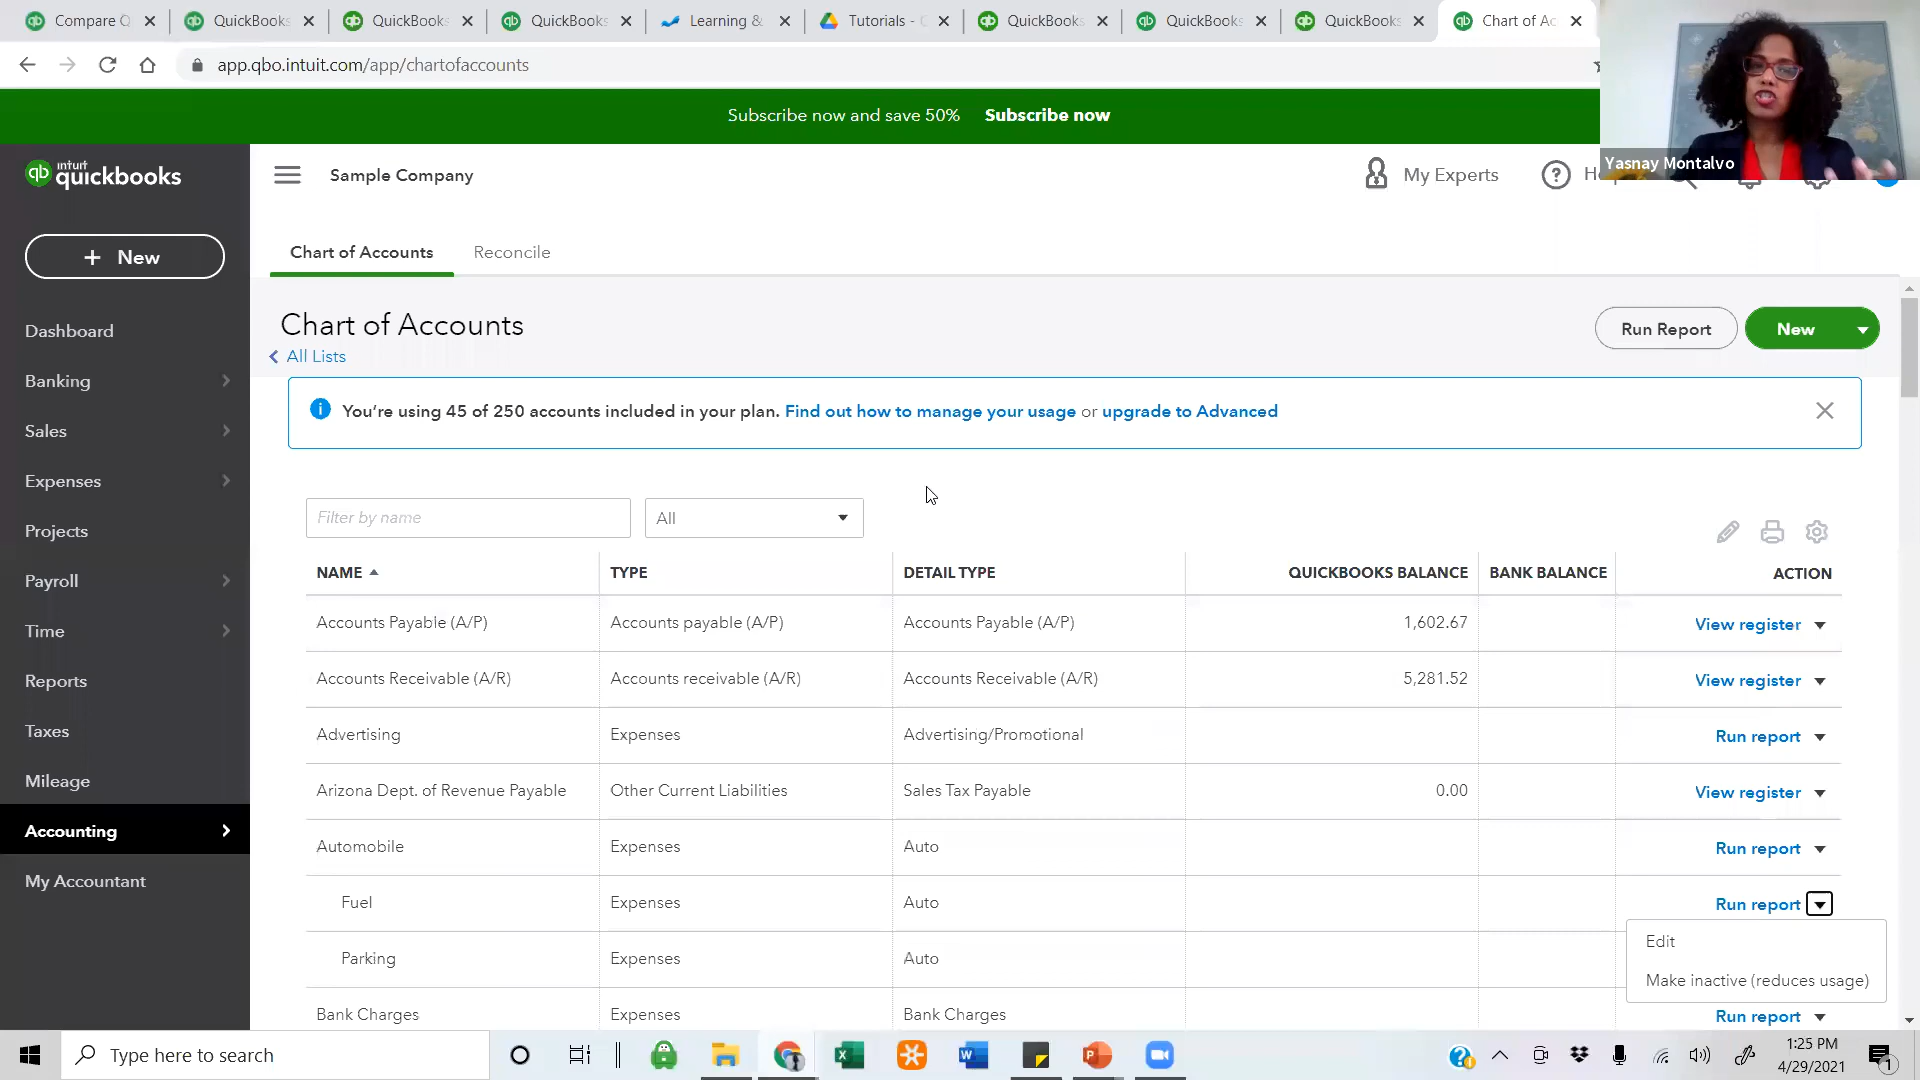 Compare Q
QuickBooks
QuickBooks
QuickBooks
Learning &
Tutorials - C
QuickBooks
QuickBooks
QuickBooks
Chart of Ac
app.qbo.intuit.com/app/chartofaccounts
Subscribe now and save 50% Subscribe now
Yasnay Montalvo
qb intuit quickbooks
Sample Company
My Experts
+ New
Chart of Accounts
Reconcile
Dashboard
Banking
Sales
Expenses
Projects
Payroll
Time
Reports
Taxes
Mileage
Accounting
My Accountant
Chart of Accounts
All Lists
Run Report
New
You're using 45 of 250 accounts included in your plan. Find out how to manage your usage or upgrade to Advanced
Filter by name
All
NAME TYPE DETAIL TYPE QUICKBOOKS BALANCE BANK BALANCE ACTION
Accounts Payable (A/P) Accounts payable (A/P) Accounts Payable (A/P) 1,602.67 View register
Accounts Receivable (A/R) Accounts receivable (A/R) Accounts Receivable (A/R) 5,281.52 View register
Advertising Expenses Advertising/Promotional Run report
Arizona Dept. of Revenue Payable Other Current Liabilities Sales Tax Payable 0.00 View register
Automobile Expenses Auto Run report
Fuel Expenses Auto Run report
Edit
Parking Expenses Auto
Make inactive (reduces usage)
Bank Charges Expenses Bank Charges Run report
Type here to search
1:25 PM
4/29/2021
1